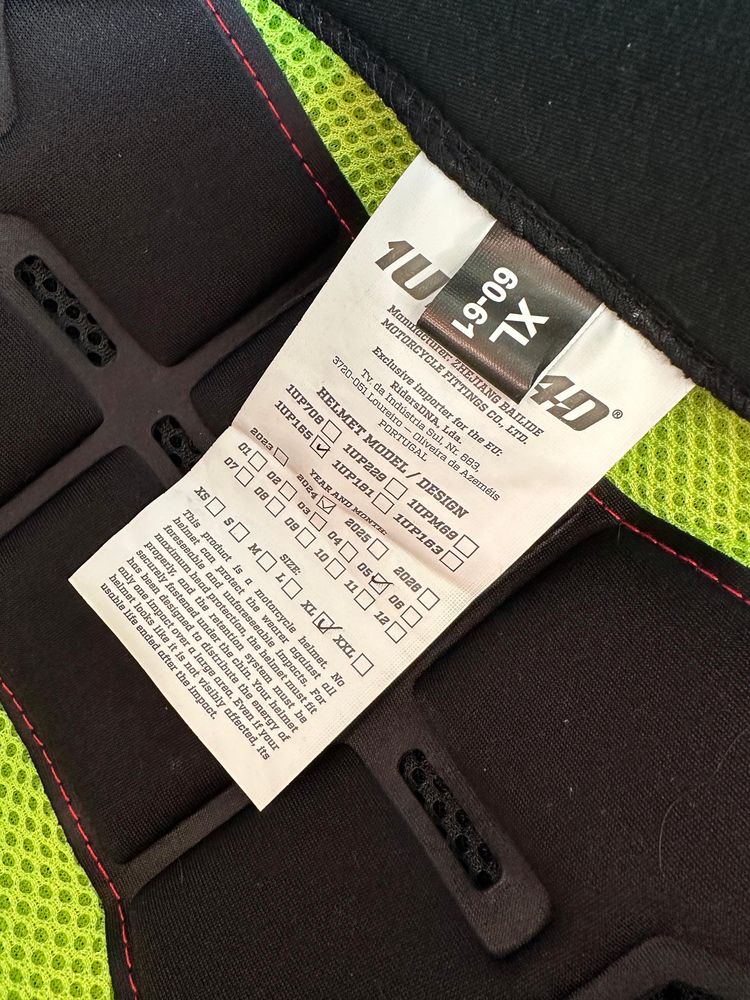 1U 4D®
XL
60-61
Manufacturer: ZHEJIANG BAILIDE
MOTORCYCLE FITTINGS CO., LTD.
Exclusive importer for the EU:
RidersDNA, Lda.
Tv. da Indústria Sul, Nr. 683,
3720-051 Loureiro - Oliveira de Azeméis
PORTUGAL
HELMET MODEL / DESIGN
1UP708 1UP229 1UPM69
1UP165 1UP181 1UP163
YEAR AND MONTH:
2023 2024 2025 2026
01 02 03 04 05 06
07 08 09 10 11 12
SIZE:
XS S M L XL XXL
This product is a motorcycle helmet. No
helmet can protect the wearer against all
foreseeable and unforeseeable impacts. For
maximum head protection, the helmet must fit
properly, and the retention system must be
securely fastened under the chin. Your helmet
has been designed to distribute the energy of
only one impact over a large area. Even if your
helmet looks like it is not visibly affected, its
usable life ended after the impact.